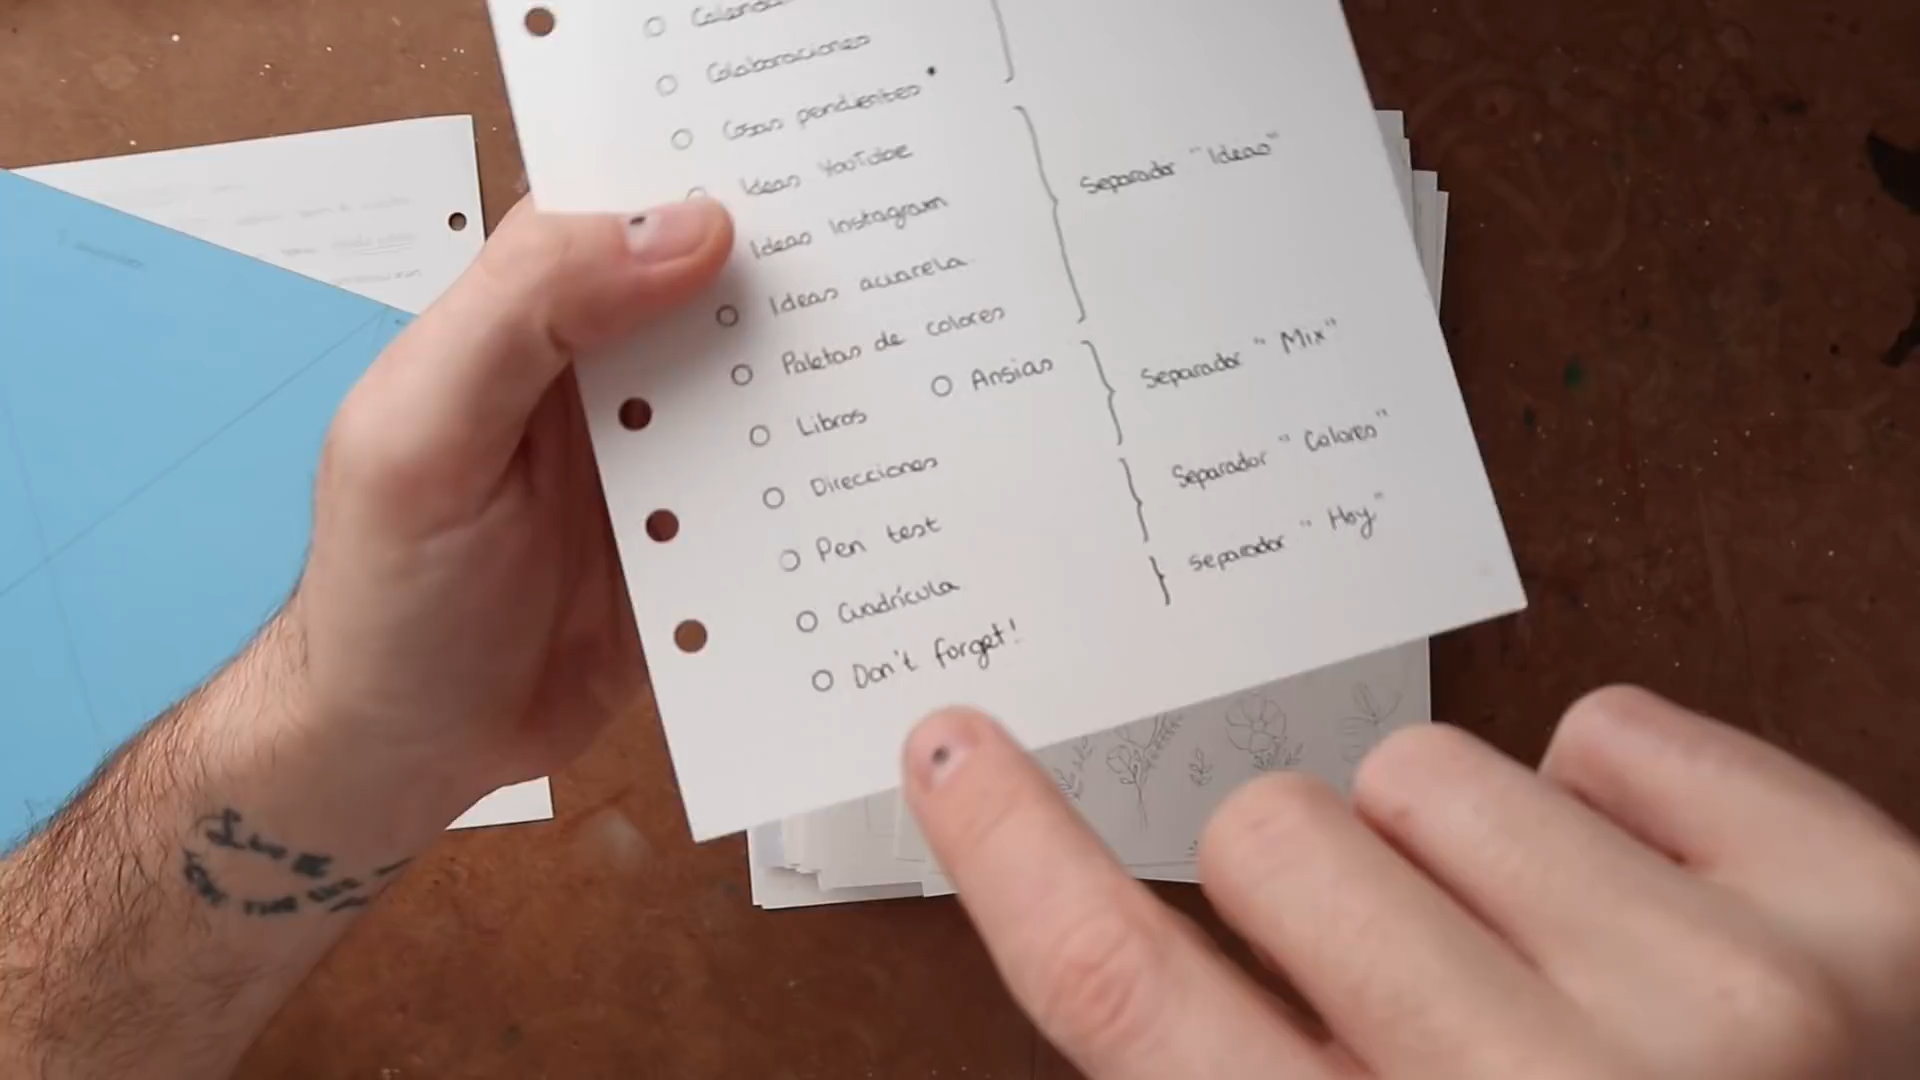 Colaboraciones
Cosas pendientes
Ideas YouTube
Ideas Instagram
Separador "Ideas"
Ideas acuarela
Paletas de colores
Libros
Ansias
Separador "Mix"
Direcciones
Separador "Colores"
Pen test
Separador "Hoy"
Cuadrícula
Don't forget!